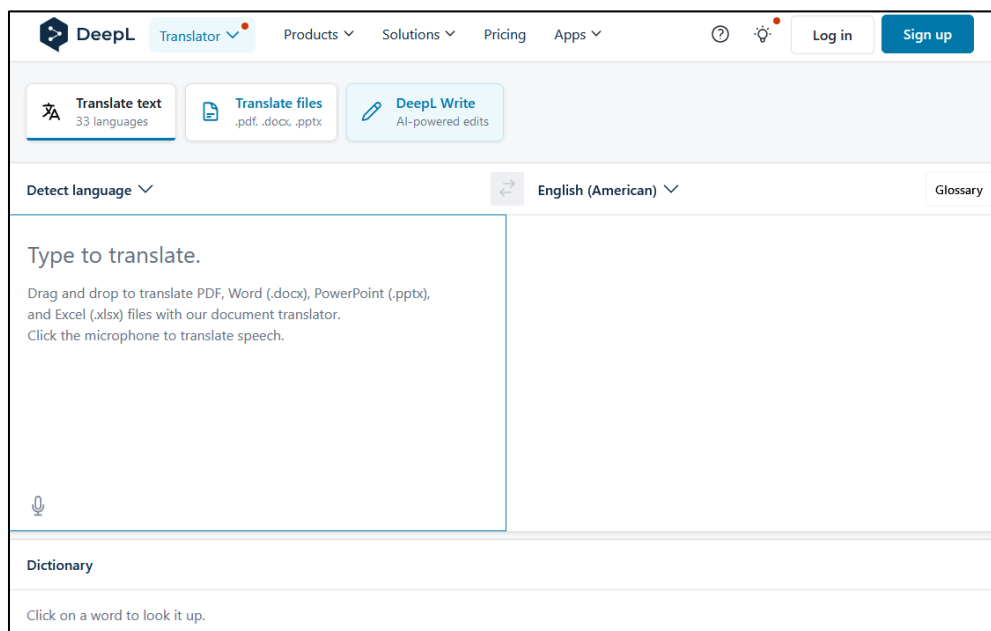 DeepL Translator Products Solutions Pricing Apps Log in Sign up
Translate text Translate files DeepL Write
33 languages .pdf, .docx, .pptx AI-powered edits
Detect language English (American) Glossary
Type to translate.
Drag and drop to translate PDF, Word (.docx), PowerPoint (.pptx),
and Excel (.xlsx) files with our document translator.
Click the microphone to translate speech.
Dictionary
Click on a word to look it up.